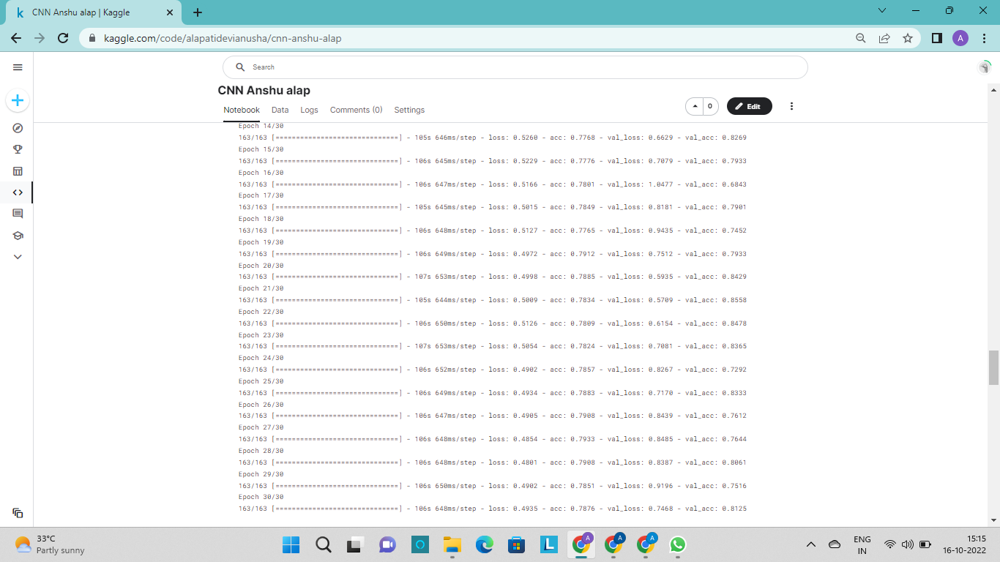 CNN Anshu alap | Kaggle
kaggle.com/code/alapatidevianusha/cnn-anshu-alap
A
Search
CNN Anshu alap
Notebook Data Logs Comments (0) Settings
0 Edit
Epoch 14/30
163/163 [==============================] - 105s 646ms/step - loss: 0.5260 - acc: 0.7768 - val_loss: 0.6629 - val_acc: 0.8269
Epoch 15/30
163/163 [==============================] - 106s 645ms/step - loss: 0.5229 - acc: 0.7776 - val_loss: 0.7079 - val_acc: 0.7933
Epoch 16/30
163/163 [==============================] - 106s 647ms/step - loss: 0.5166 - acc: 0.7801 - val_loss: 1.0477 - val_acc: 0.6843
Epoch 17/30
163/163 [==============================] - 105s 645ms/step - loss: 0.5015 - acc: 0.7849 - val_loss: 0.8181 - val_acc: 0.7901
Epoch 18/30
163/163 [==============================] - 106s 648ms/step - loss: 0.5127 - acc: 0.7765 - val_loss: 0.9435 - val_acc: 0.7452
Epoch 19/30
163/163 [==============================] - 106s 649ms/step - loss: 0.4972 - acc: 0.7912 - val_loss: 0.7512 - val_acc: 0.7933
Epoch 20/30
163/163 [==============================] - 107s 653ms/step - loss: 0.4998 - acc: 0.7885 - val_loss: 0.5935 - val_acc: 0.8429
Epoch 21/30
163/163 [==============================] - 105s 644ms/step - loss: 0.5009 - acc: 0.7834 - val_loss: 0.5709 - val_acc: 0.8558
Epoch 22/30
163/163 [==============================] - 106s 650ms/step - loss: 0.5126 - acc: 0.7809 - val_loss: 0.6154 - val_acc: 0.8478
Epoch 23/30
163/163 [==============================] - 107s 653ms/step - loss: 0.5054 - acc: 0.7824 - val_loss: 0.7081 - val_acc: 0.8365
Epoch 24/30
163/163 [==============================] - 106s 652ms/step - loss: 0.4902 - acc: 0.7857 - val_loss: 0.8267 - val_acc: 0.7292
Epoch 25/30
163/163 [==============================] - 106s 649ms/step - loss: 0.4934 - acc: 0.7883 - val_loss: 0.7170 - val_acc: 0.8333
Epoch 26/30
163/163 [==============================] - 106s 647ms/step - loss: 0.4905 - acc: 0.7908 - val_loss: 0.8439 - val_acc: 0.7612
Epoch 27/30
163/163 [==============================] - 106s 648ms/step - loss: 0.4854 - acc: 0.7933 - val_loss: 0.8485 - val_acc: 0.7644
Epoch 28/30
163/163 [==============================] - 106s 648ms/step - loss: 0.4801 - acc: 0.7908 - val_loss: 0.8387 - val_acc: 0.8061
Epoch 29/30
163/163 [==============================] - 106s 650ms/step - loss: 0.4902 - acc: 0.7851 - val_loss: 0.9196 - val_acc: 0.7516
Epoch 30/30
163/163 [==============================] - 106s 648ms/step - loss: 0.4935 - acc: 0.7876 - val_loss: 0.7468 - val_acc: 0.8125
33°C
Partly sunny
ENG
IN
15:15
16-10-2022